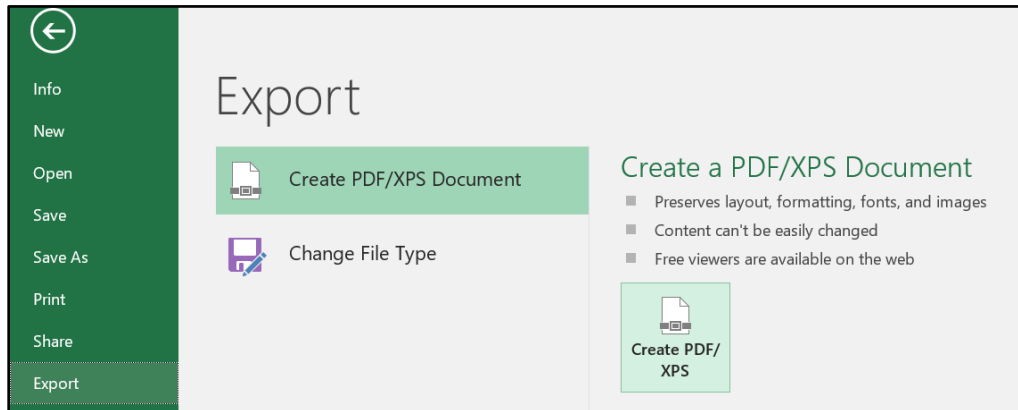 Info
New
Open
Save
Save As
Print
Share
Export
Export
Create PDF/XPS Document
Change File Type
Create a PDF/XPS Document
Preserves layout, formatting, fonts, and images
Content can't be easily changed
Free viewers are available on the web
Create PDF/
XPS